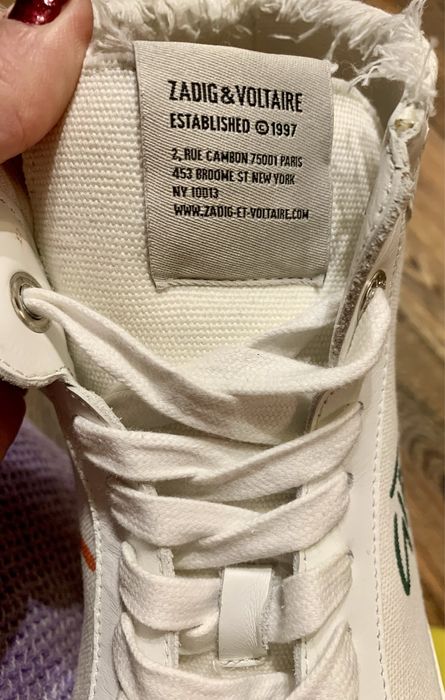 ZADIG&VOLTAIRE
ESTABLISHED ©1997
2, RUE CAMBON 75001 PARIS
453 BROOME ST NEW YORK
NY 10013
WWW.ZADIG-ET-VOLTAIRE.COM